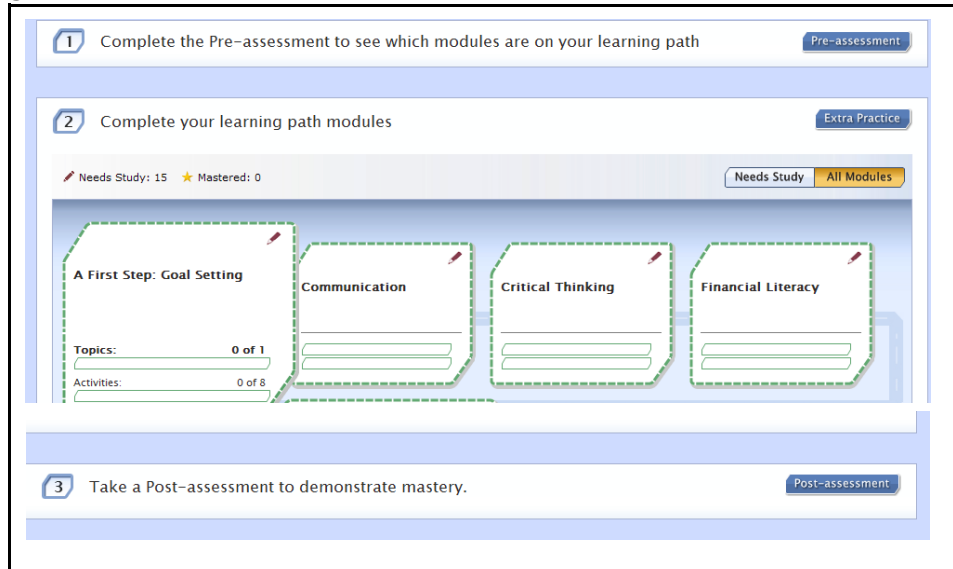 1 Complete the Pre-assessment to see which modules are on your learning path Pre-assessment
2 Complete your learning path modules Extra Practice
Needs Study: 15 Mastered: 0 Needs Study All Modules
A First Step: Goal Setting
Topics: 0 of 1
Activities: 0 of 8
Communication
Critical Thinking
Financial Literacy
3 Take a Post-assessment to demonstrate mastery. Post-assessment